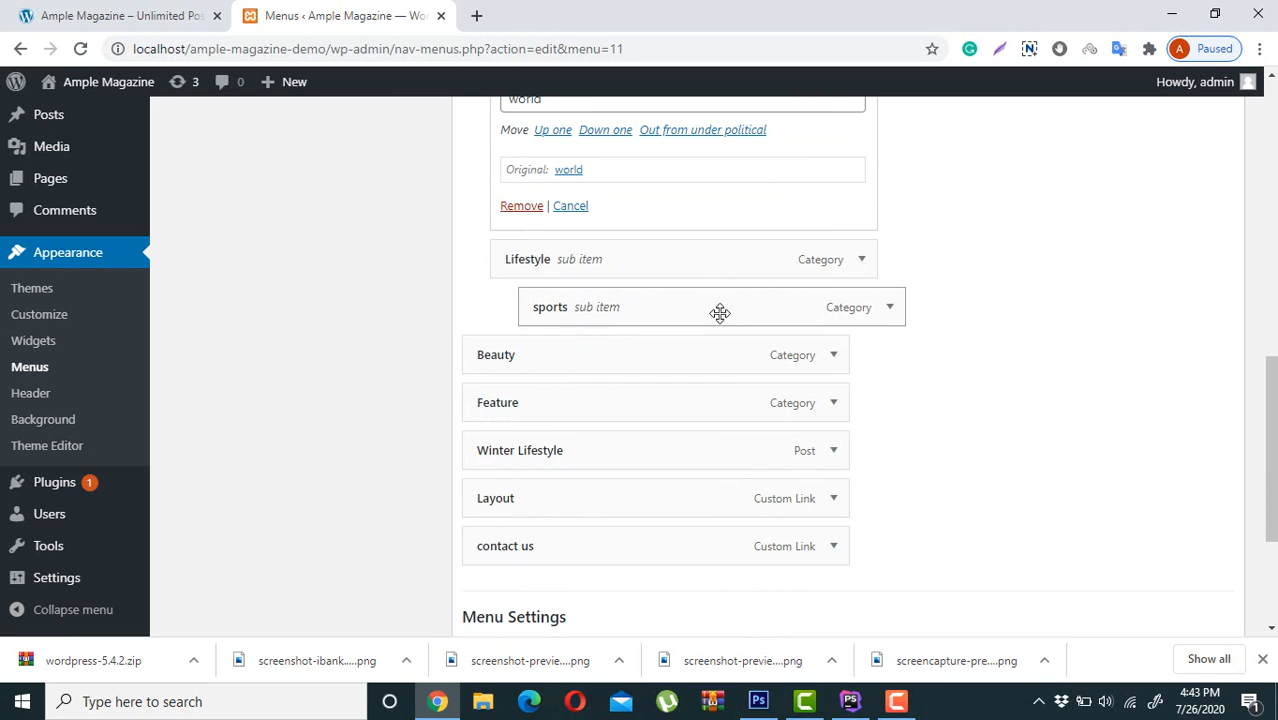 Ample Magazine – Unlimited Pos
Menus ‹ Ample Magazine — Wor
localhost/ample-magazine-demo/wp-admin/nav-menus.php?action=edit&menu=11
A Paused
Ample Magazine 3 0 New
Howdy, admin
Posts
Media
Pages
Comments
Appearance
Themes
Customize
Widgets
Menus
Header
Background
Theme Editor
Plugins 1
Users
Tools
Settings
Collapse menu
world
Move Up one Down one Out from under political
Original: world
Remove | Cancel
Lifestyle sub item Category
sports sub item Category
Beauty Category
Feature Category
Winter Lifestyle Post
Layout Custom Link
contact us Custom Link
Menu Settings
wordpress-5.4.2.zip
screenshot-ibank.....png
screenshot-previe....png
screenshot-previe....png
screencapture-pre....png
Show all
Type here to search
4:43 PM
7/26/2020